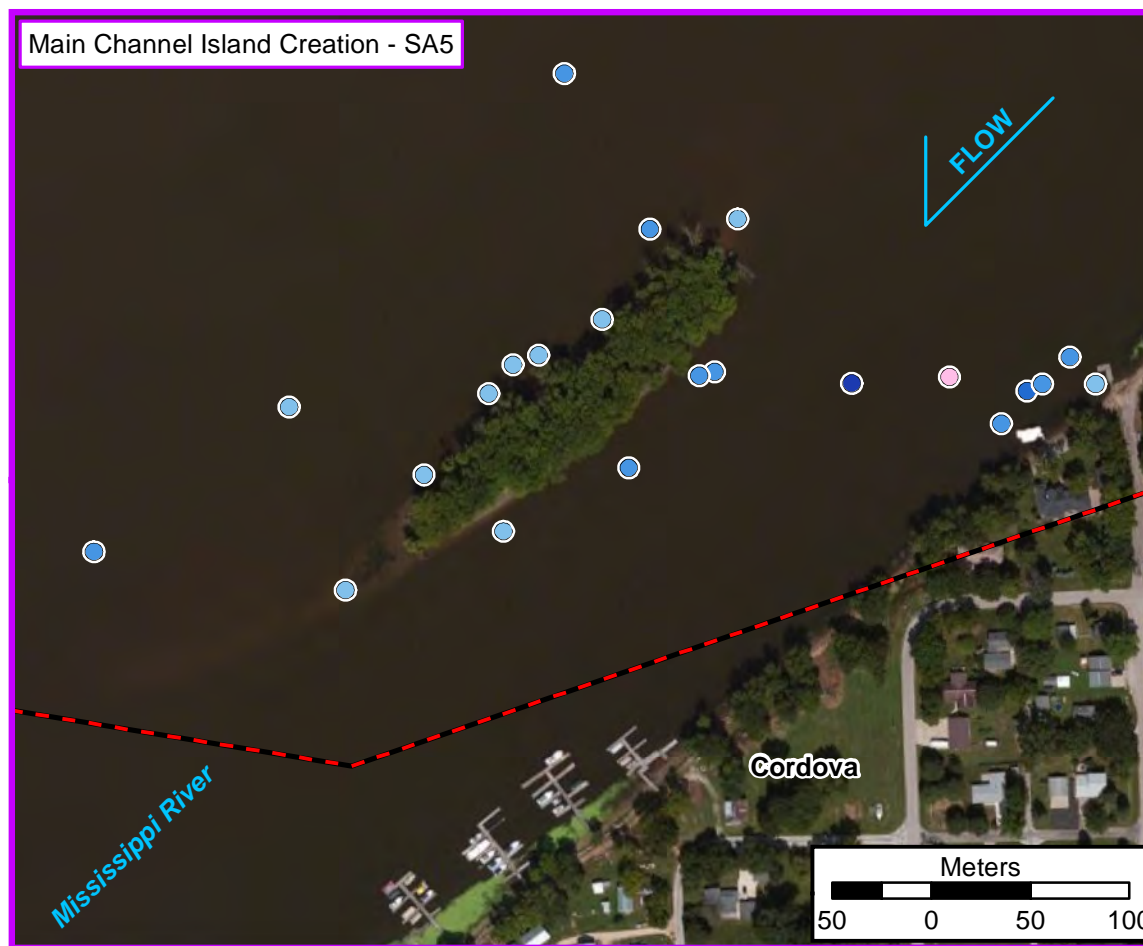 Main Channel Island Creation - SA5
FLOW
Cordova
Mississippi River
Meters
50 0 50 100